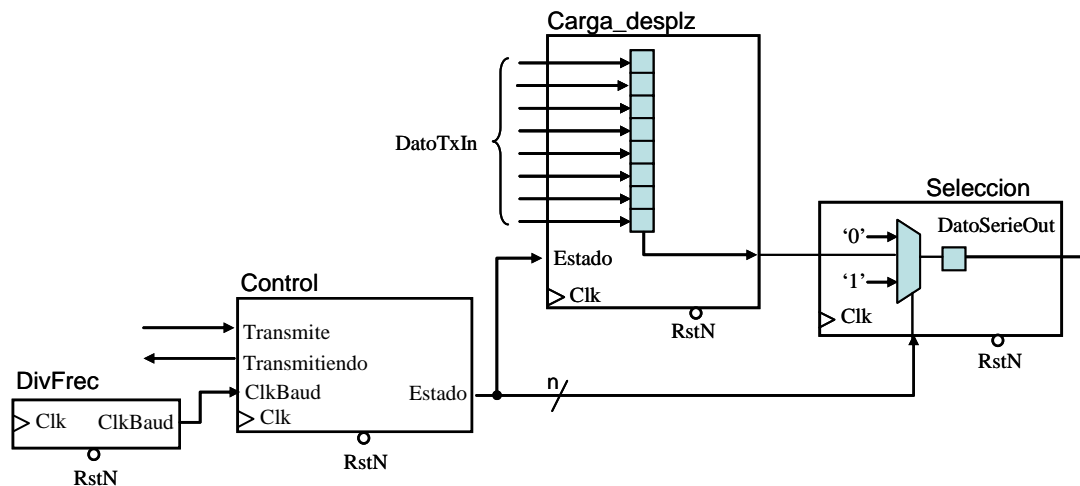 Carga_desplz
DatoTxIn
Estado
Clk
RstN
Seleccion
‘0’
DatoSerieOut
‘1’
Clk
RstN
Control
Transmite
Transmitiendo
ClkBaud
Estado
Clk
RstN
n
DivFrec
Clk
ClkBaud
RstN